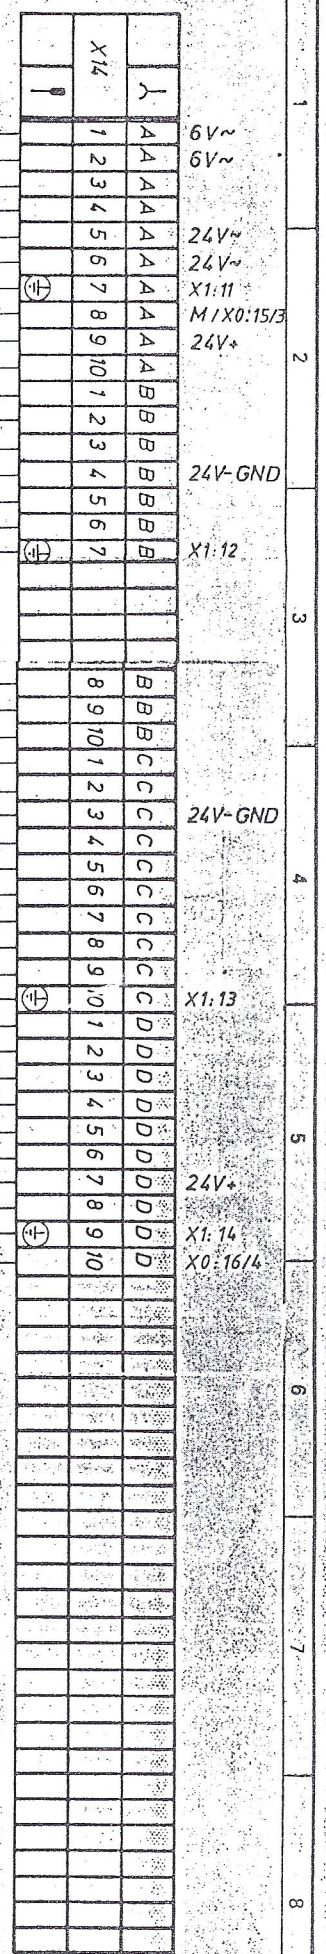 X14
1 A 6V~
2 A 6V~
3 A
4 A
5 A 24V~
6 A 24V~
7 A X1:11
8 A M/X0:15/3
9 A 24V+
10 A
1 B
2 B
3 B
4 B 24V-GND
5 B
6 B
7 B X1:12
8 B
9 B
10 B
1 C
2 C
3 C 24V-GND
4 C
5 C
6 C
7 C
8 C
9 C
10 C X1:13
1 D
2 D
3 D
4 D
5 D
6 D
7 D 24V+
8 D
9 D X1:14
10 D X0:16/4
1
2
3
4
5
6
7
8